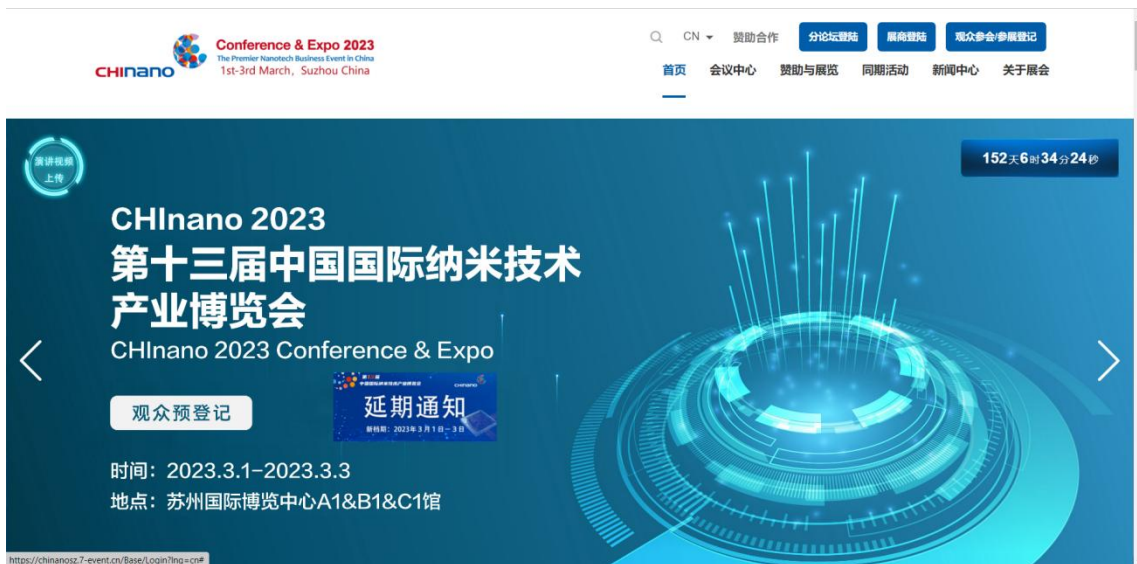 CHInano
Conference & Expo 2023
The Premier Nanotech Business Event in China
1st-3rd March, Suzhou China
CN 赞助合作 分论坛登陆 展商登陆 观众参会/参展登记
首页 会议中心 赞助与展览 同期活动 新闻中心 关于展会
演讲视频
上传
152天6时34分24秒
CHInano 2023
第十三届中国国际纳米技术
产业博览会
CHInano 2023 Conference & Expo
观众预登记
CHInano
延期通知
新档期：2023年3月1日-3日
时间：2023.3.1-2023.3.3
地点：苏州国际博览中心A1&B1&C1馆
https://chinanosz.7-event.cn/Base/Login?lng=cn#